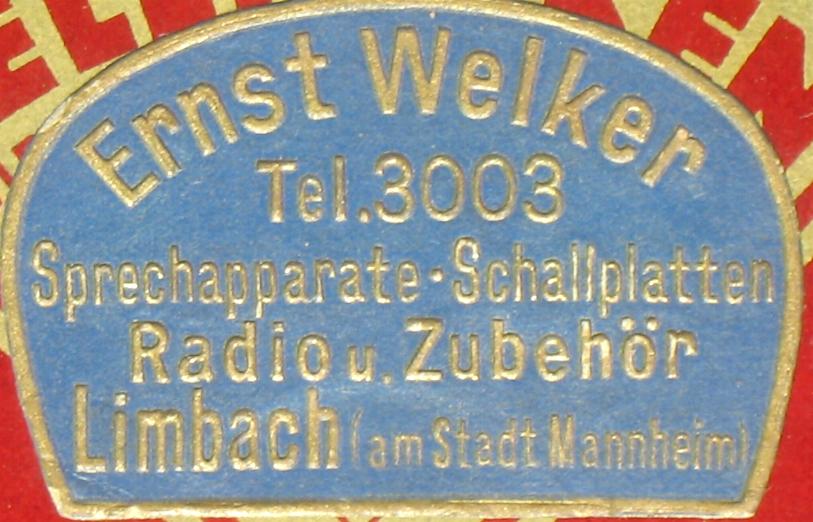 Ernst Welker
Tel. 3003
Sprechapparate · Schallplatten
Radio u. Zubehör
Limbach (am Stadt Mannheim)